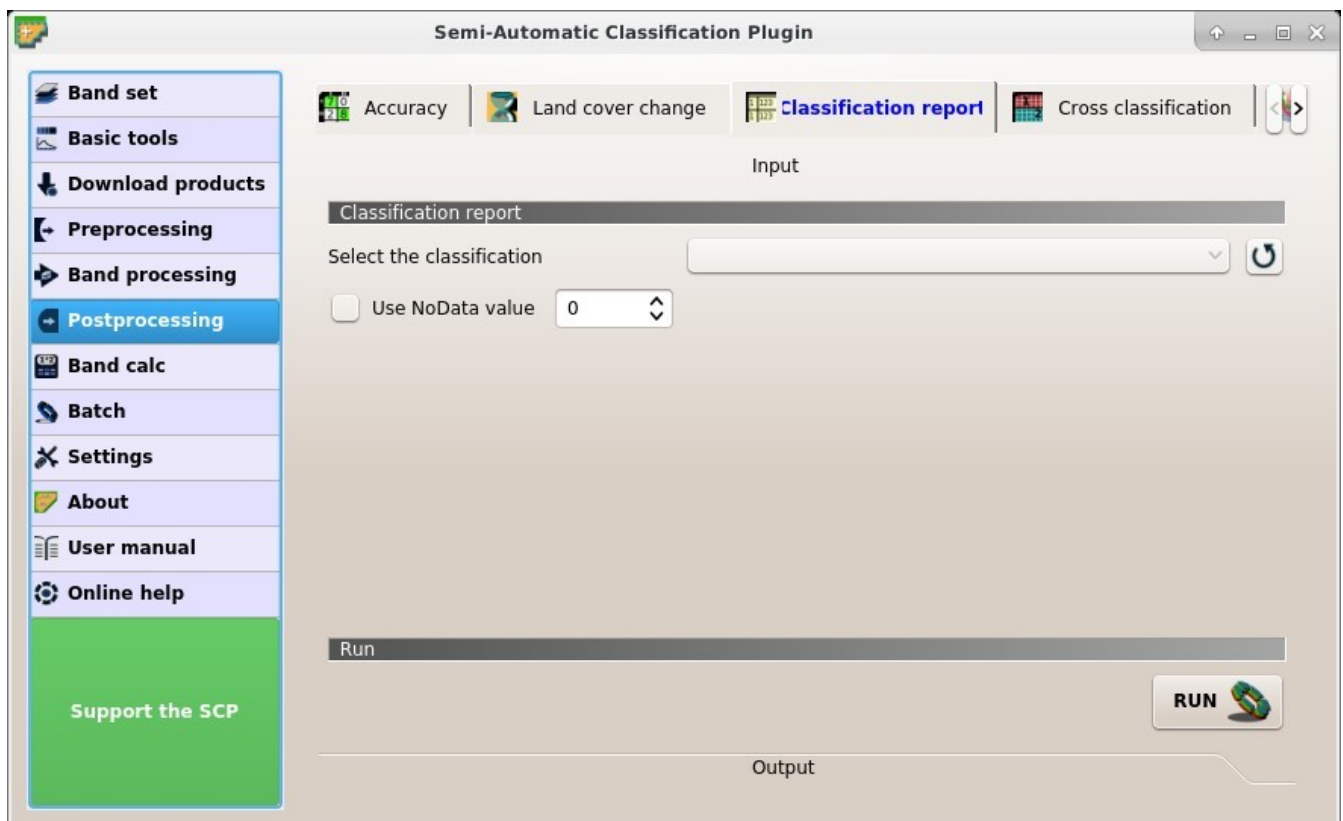 Semi-Automatic Classification Plugin
Band set
Basic tools
Download products
Preprocessing
Band processing
Postprocessing
Band calc
Batch
Settings
About
User manual
Online help
Support the SCP
Accuracy
Land cover change
Classification report
Cross classification
Input
Classification report
Select the classification
Use NoData value 0
Run
RUN
Output